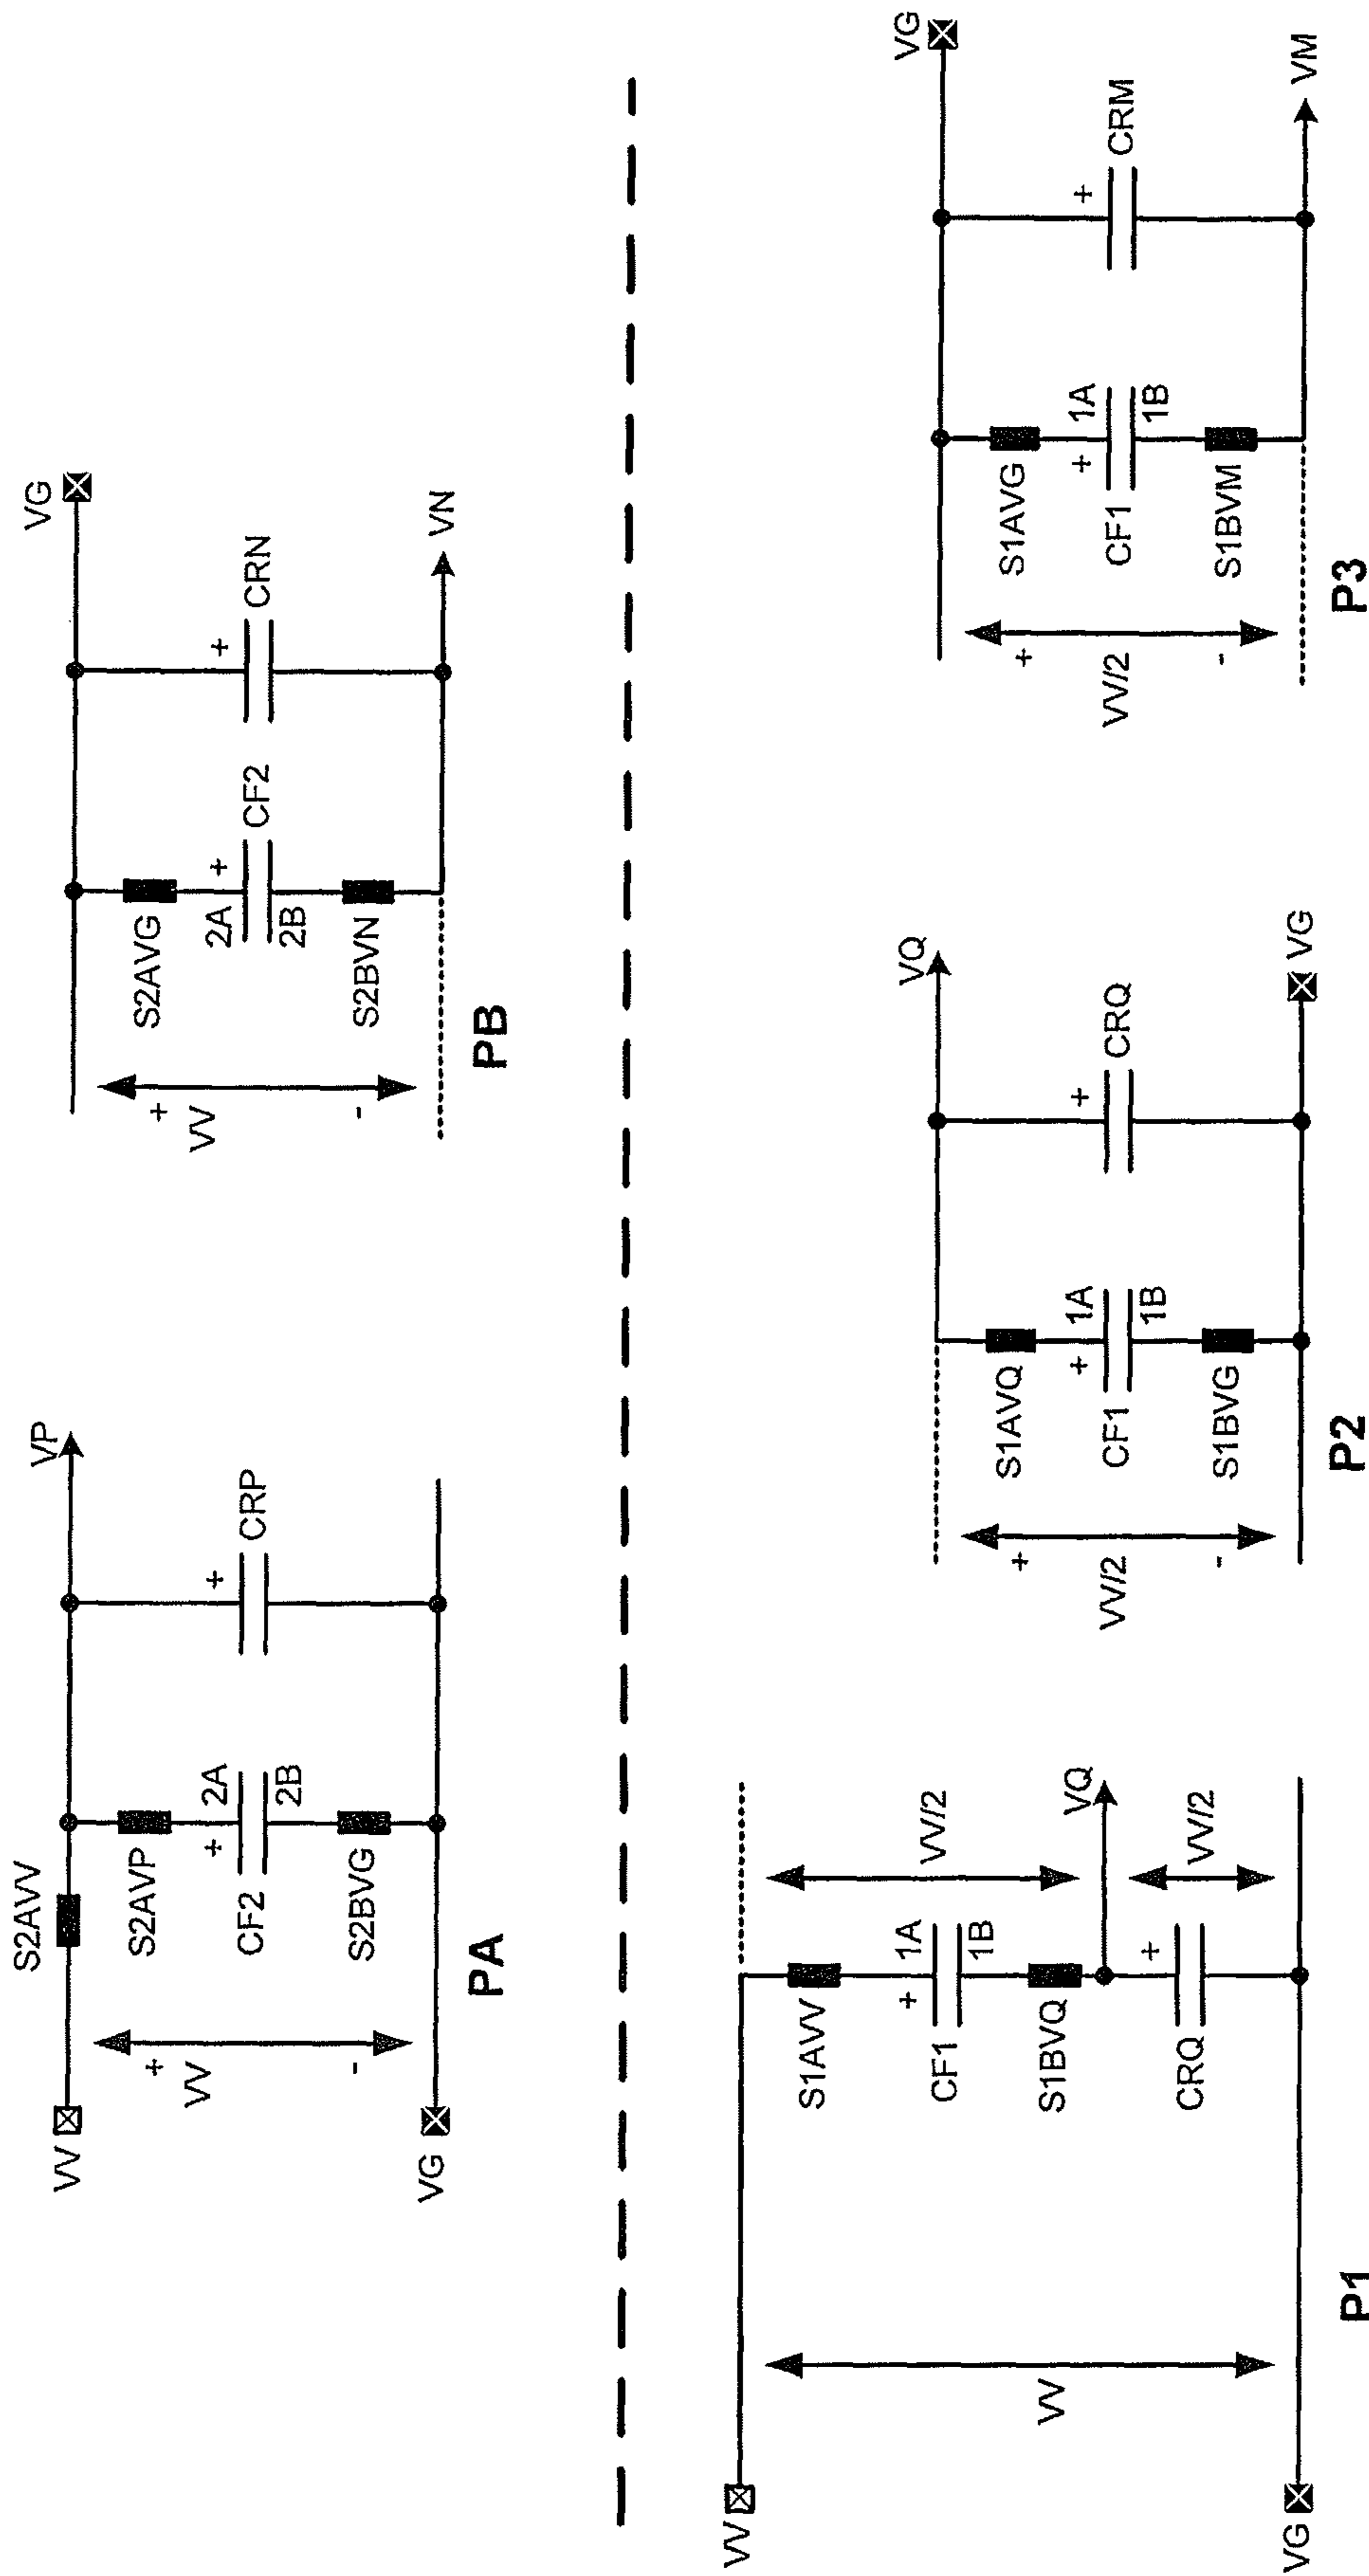 VV
S2AVV
VP
+
VV
-
S2AVP
+
2A
CF2
2B
S2BVG
+
CRP
VG
PA
VG
+
VV
-
S2AVG
2A
+
CF2
2B
S2BVN
+
CRN
VN
PB
VV
VV
S1AVV
+
1A
CF1
1B
S1BVQ
VV/2
VQ
+
CRQ
VV/2
VG
P1
VQ
+
VV/2
-
S1AVQ
+
1A
CF1
1B
S1BVG
+
CRQ
VG
P2
VG
+
VV/2
-
S1AVG
+
1A
CF1
1B
S1BVM
+
CRM
VM
P3